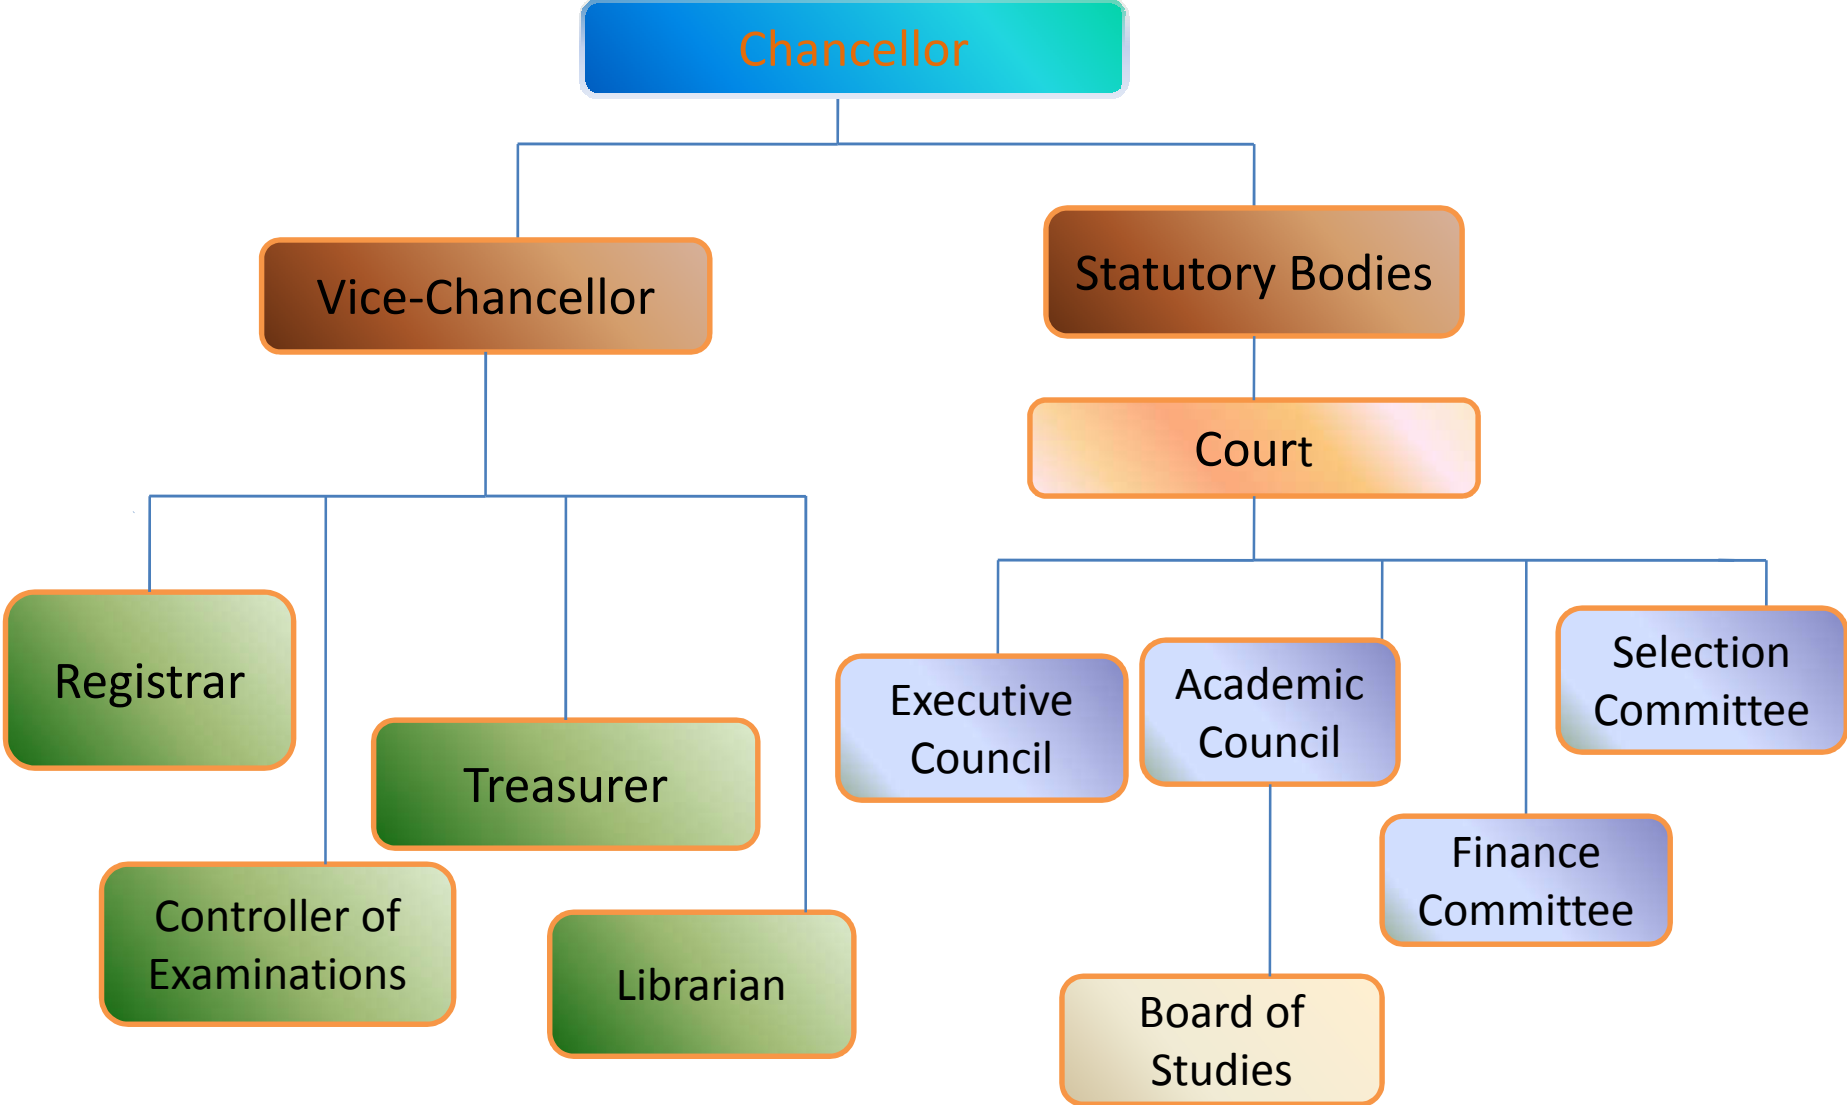 Chancellor
Vice-Chancellor
Statutory Bodies
Court
Registrar
Treasurer
Controller of
Examinations
Librarian
Executive
Council
Academic
Council
Selection
Committee
Finance
Committee
Board of
Studies